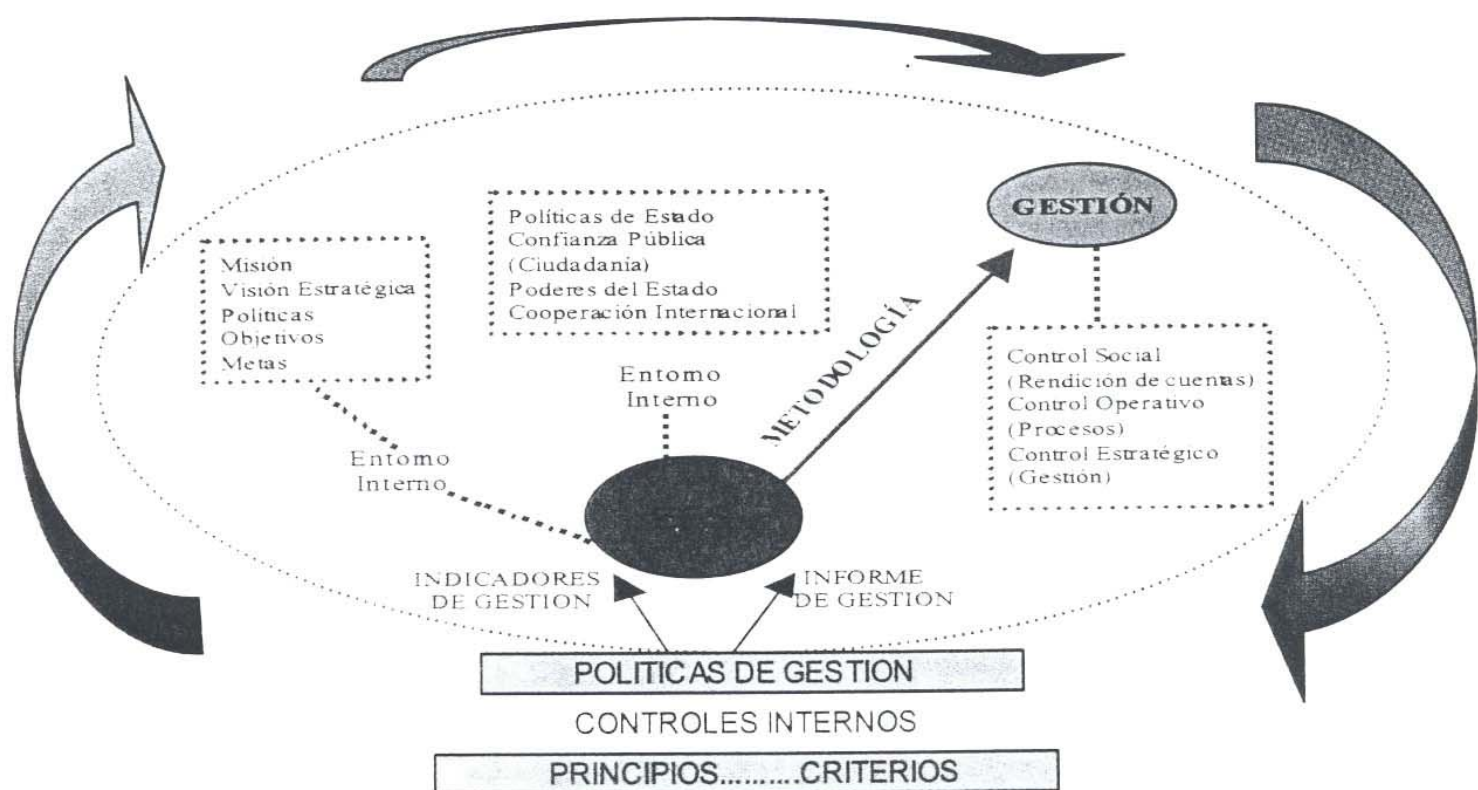 Misión
Visión Estratégica
Políticas
Objetivos
Metas
Políticas de Estado
Confianza Pública
(Ciudadanía)
Poderes del Estado
Cooperación Internacional
GESTIÓN
METODOLOGÍA
Control Social
(Rendición de cuentas)
Control Operativo
(Procesos)
Control Estratégico
(Gestión)
Entorno
Interno
Entorno
Interno
INDICADORES
DE GESTION
INFORME
DE GESTION
POLITICAS DE GESTION
CONTROLES INTERNOS
PRINCIPIOS.........CRITERIOS